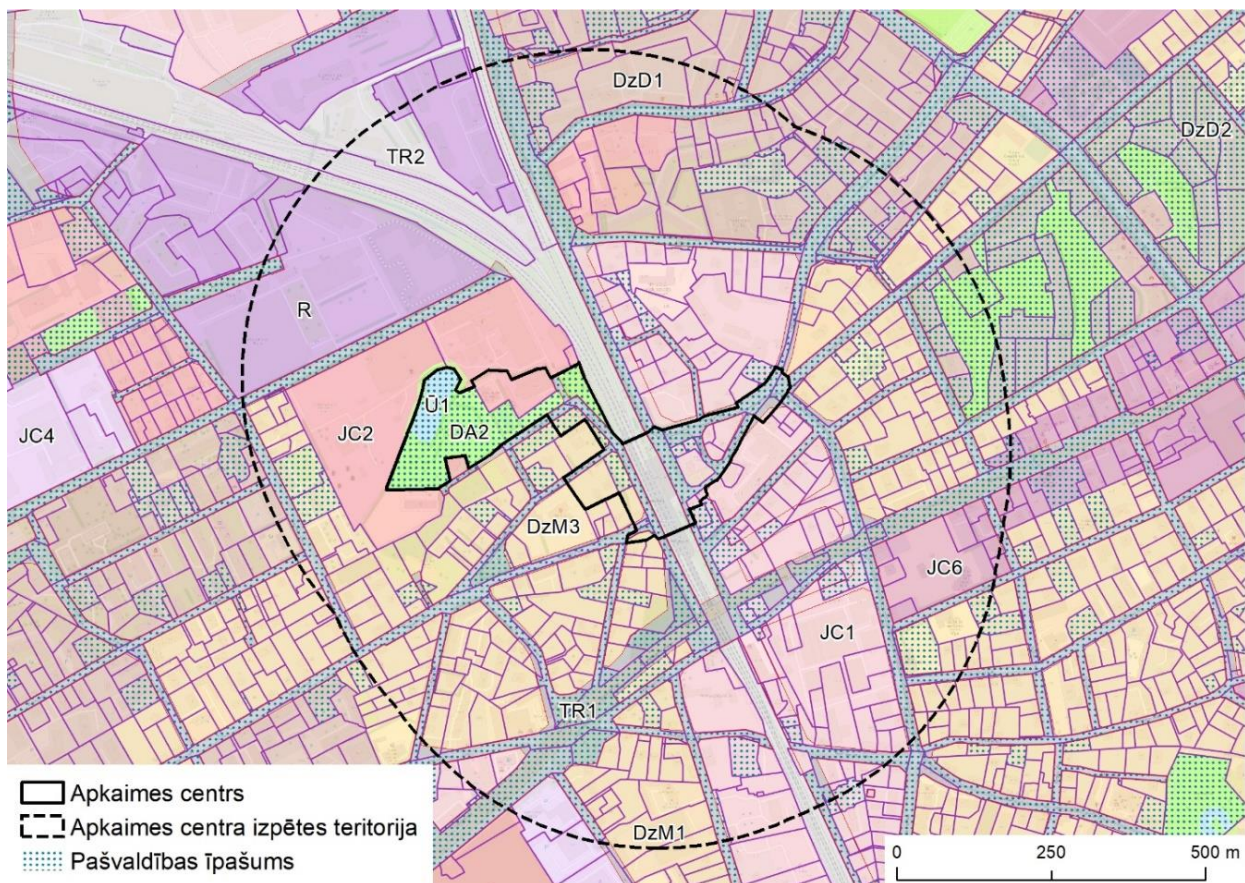 DzD1
DzD2
TR2
R
Ū1
JC4
JC2
DA2
DzM3
JC6
JC1
TR1
DzM1
Apkaimes centrs
Apkaimes centra izpētes teritorija
Pašvaldības īpašums
0 250 500 m